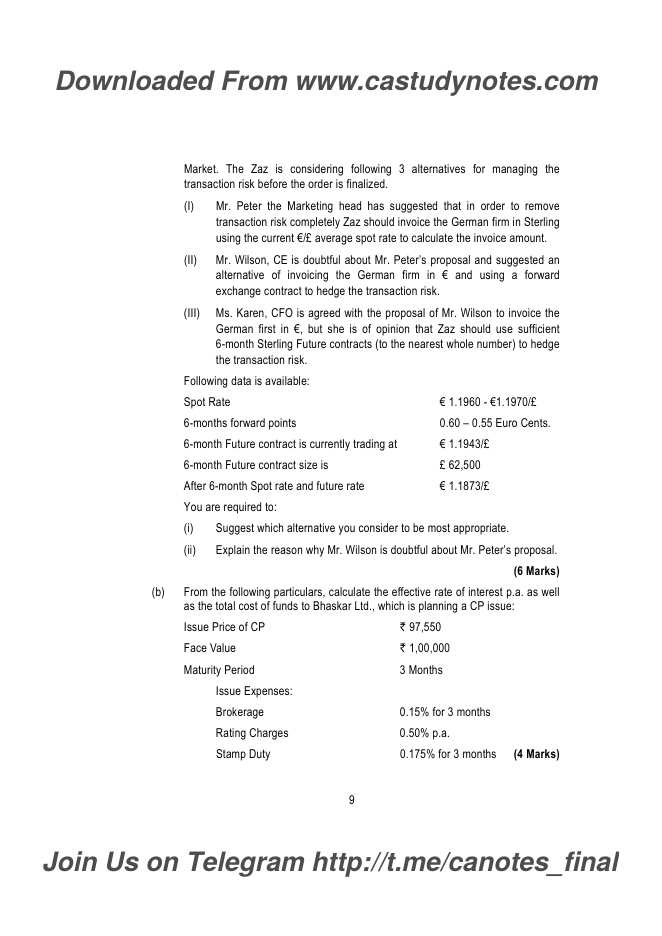 Downloaded From www.castudynotes.com
Market. The Zaz is considering following 3 alternatives for managing the
transaction risk before the order is finalized.
(I) Mr. Peter the Marketing head has suggested that in order to remove
transaction risk completely Zaz should invoice the German firm in Sterling
using the current €/£ average spot rate to calculate the invoice amount.
(II) Mr. Wilson, CE is doubtful about Mr. Peter's proposal and suggested an
alternative of invoicing the German firm in € and using a forward
exchange contract to hedge the transaction risk.
(III) Ms. Karen, CFO is agreed with the proposal of Mr. Wilson to invoice the
German first in €, but she is of opinion that Zaz should use sufficient
6-month Sterling Future contracts (to the nearest whole number) to hedge
the transaction risk.
Following data is available:
Spot Rate € 1.1960 - €1.1970/£
6-months forward points 0.60 – 0.55 Euro Cents.
6-month Future contract is currently trading at € 1.1943/£
6-month Future contract size is £ 62,500
After 6-month Spot rate and future rate € 1.1873/£
You are required to:
(i) Suggest which alternative you consider to be most appropriate.
(ii) Explain the reason why Mr. Wilson is doubtful about Mr. Peter's proposal.
(6 Marks)
(b) From the following particulars, calculate the effective rate of interest p.a. as well
as the total cost of funds to Bhaskar Ltd., which is planning a CP issue:
Issue Price of CP ₹ 97,550
Face Value ₹ 1,00,000
Maturity Period 3 Months
Issue Expenses:
Brokerage 0.15% for 3 months
Rating Charges 0.50% p.a.
Stamp Duty 0.175% for 3 months (4 Marks)
9
Join Us on Telegram http://t.me/canotes_final